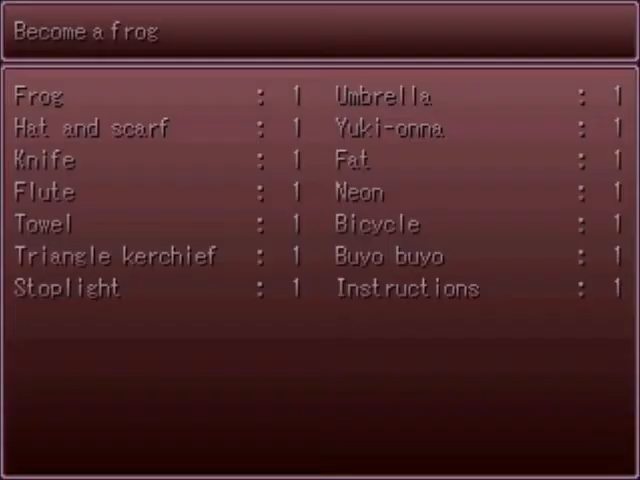 Become a frog
Frog : 1 Umbrella : 1
Hat and scarf : 1 Yuki-onna : 1
Knife : 1 Fat : 1
Flute : 1 Neon : 1
Towel : 1 Bicycle : 1
Triangle kerchief : 1 Buyo buyo : 1
Stoplight : 1 Instructions : 1